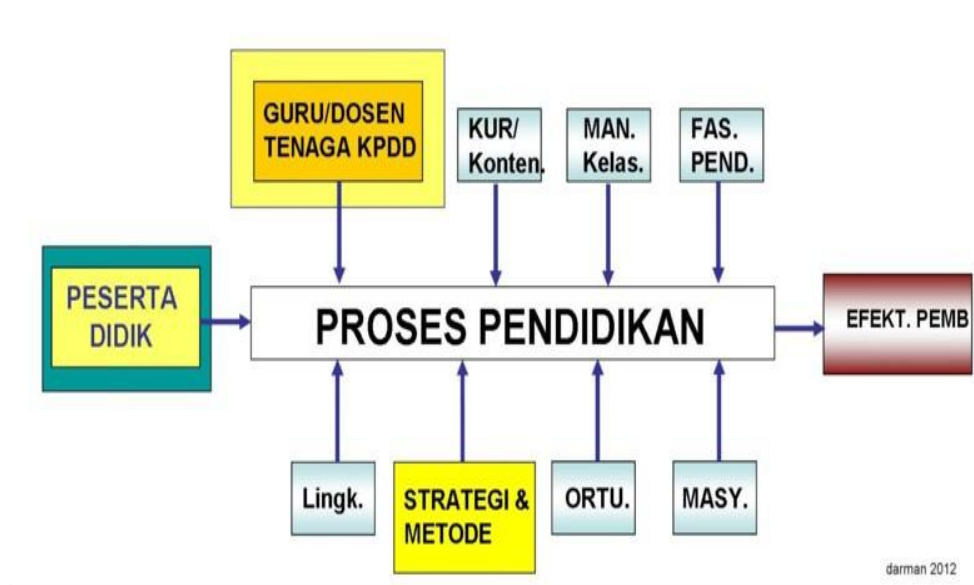 GURU/DOSEN
TENAGA KPDD
KUR/
Konten.
MAN.
Kelas.
FAS.
PEND.
PESERTA
DIDIK
PROSES PENDIDIKAN
EFEKT. PEMB
Lingk.
STRATEGI &
METODE
ORTU.
MASY.
darman 2012